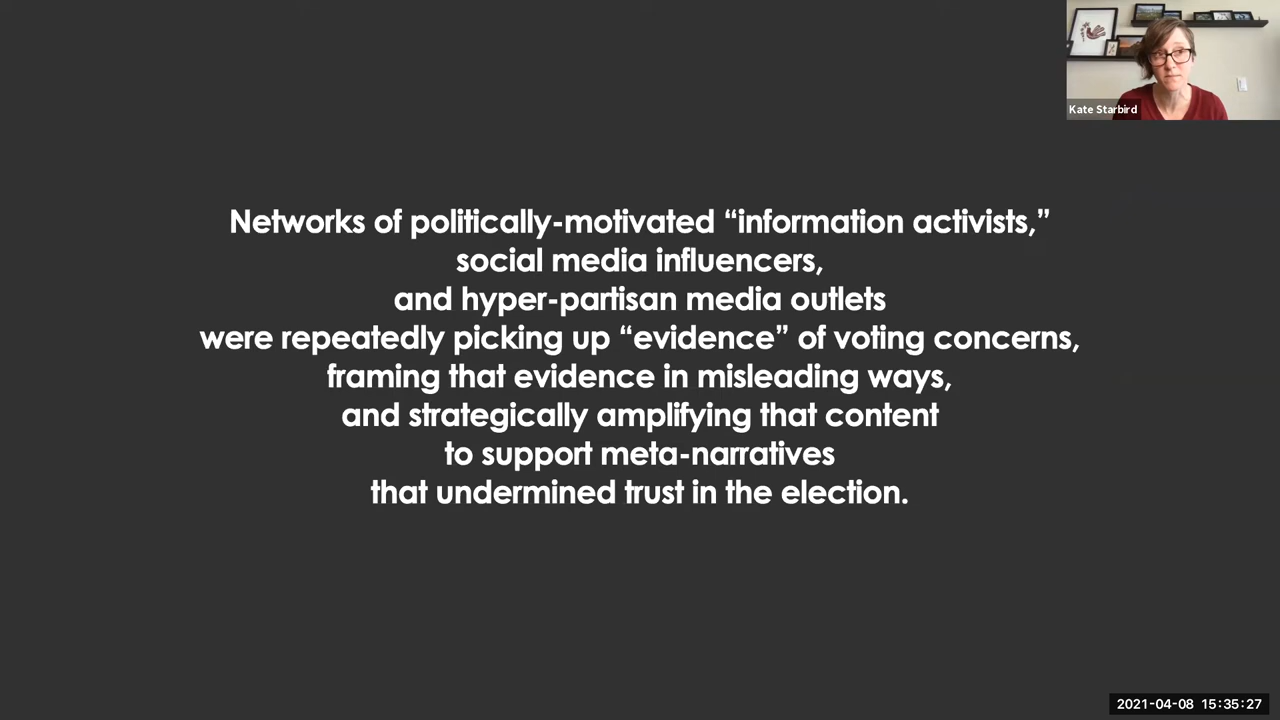 Kate Starbird
Networks of politically-motivated “information activists,”
social media influencers,
and hyper-partisan media outlets
were repeatedly picking up “evidence” of voting concerns,
framing that evidence in misleading ways,
and strategically amplifying that content
to support meta-narratives
that undermined trust in the election.
2021-04-08 15:35:27